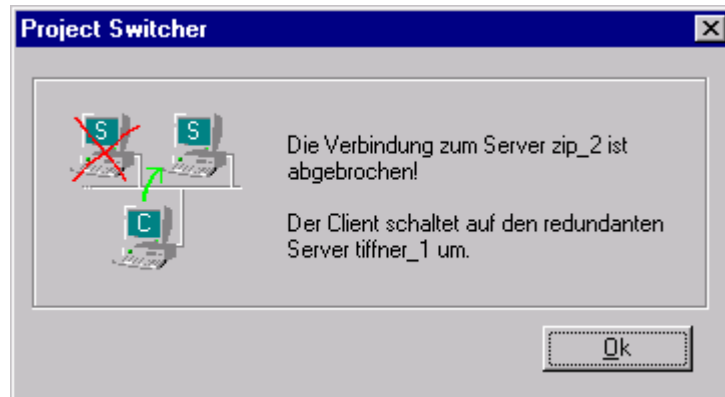 Project Switcher
S
S
C
Die Verbindung zum Server zip_2 ist
abgebrochen!
Der Client schaltet auf den redundanten
Server tiffner_1 um.
Ok